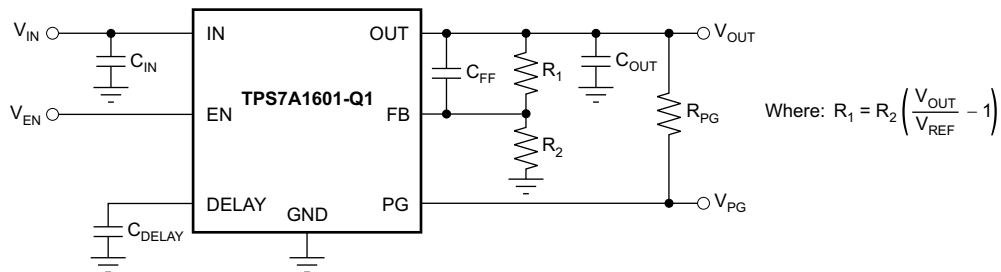 V_IN IN OUT V_OUT
C_IN C_FF R_1 C_OUT
TPS7A1601-Q1
V_EN EN FB R_PG Where: R_1 = R_2 (V_OUT / V_REF − 1)
R_2
DELAY GND PG V_PG
C_DELAY